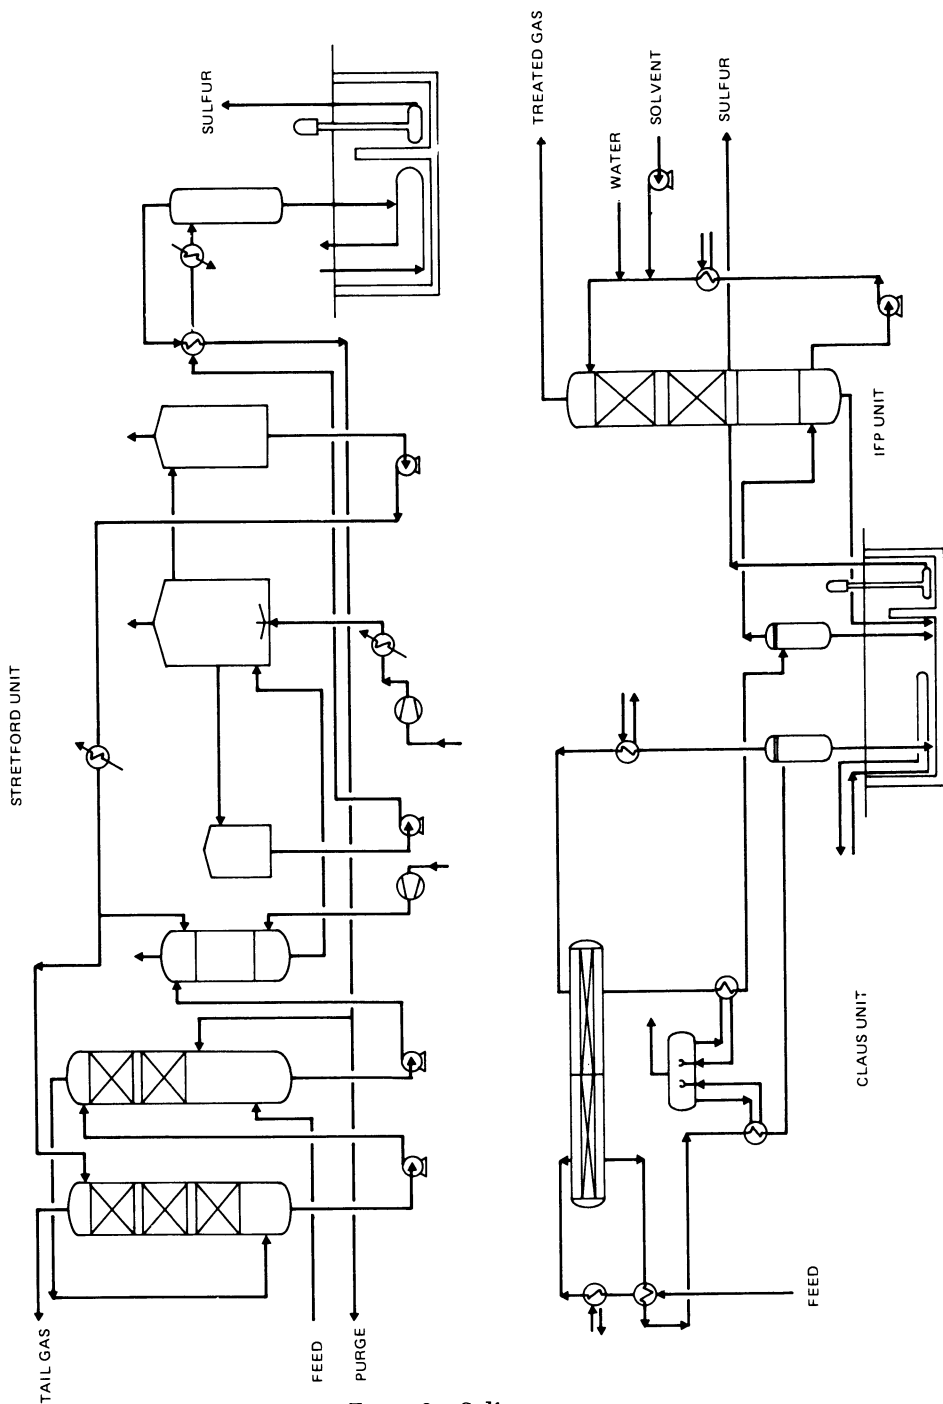 STRETFORD UNIT
SULFUR
TAIL GAS
FEED
PURGE
TREATED GAS
WATER
SOLVENT
SULFUR
IFP UNIT
CLAUS UNIT
FEED